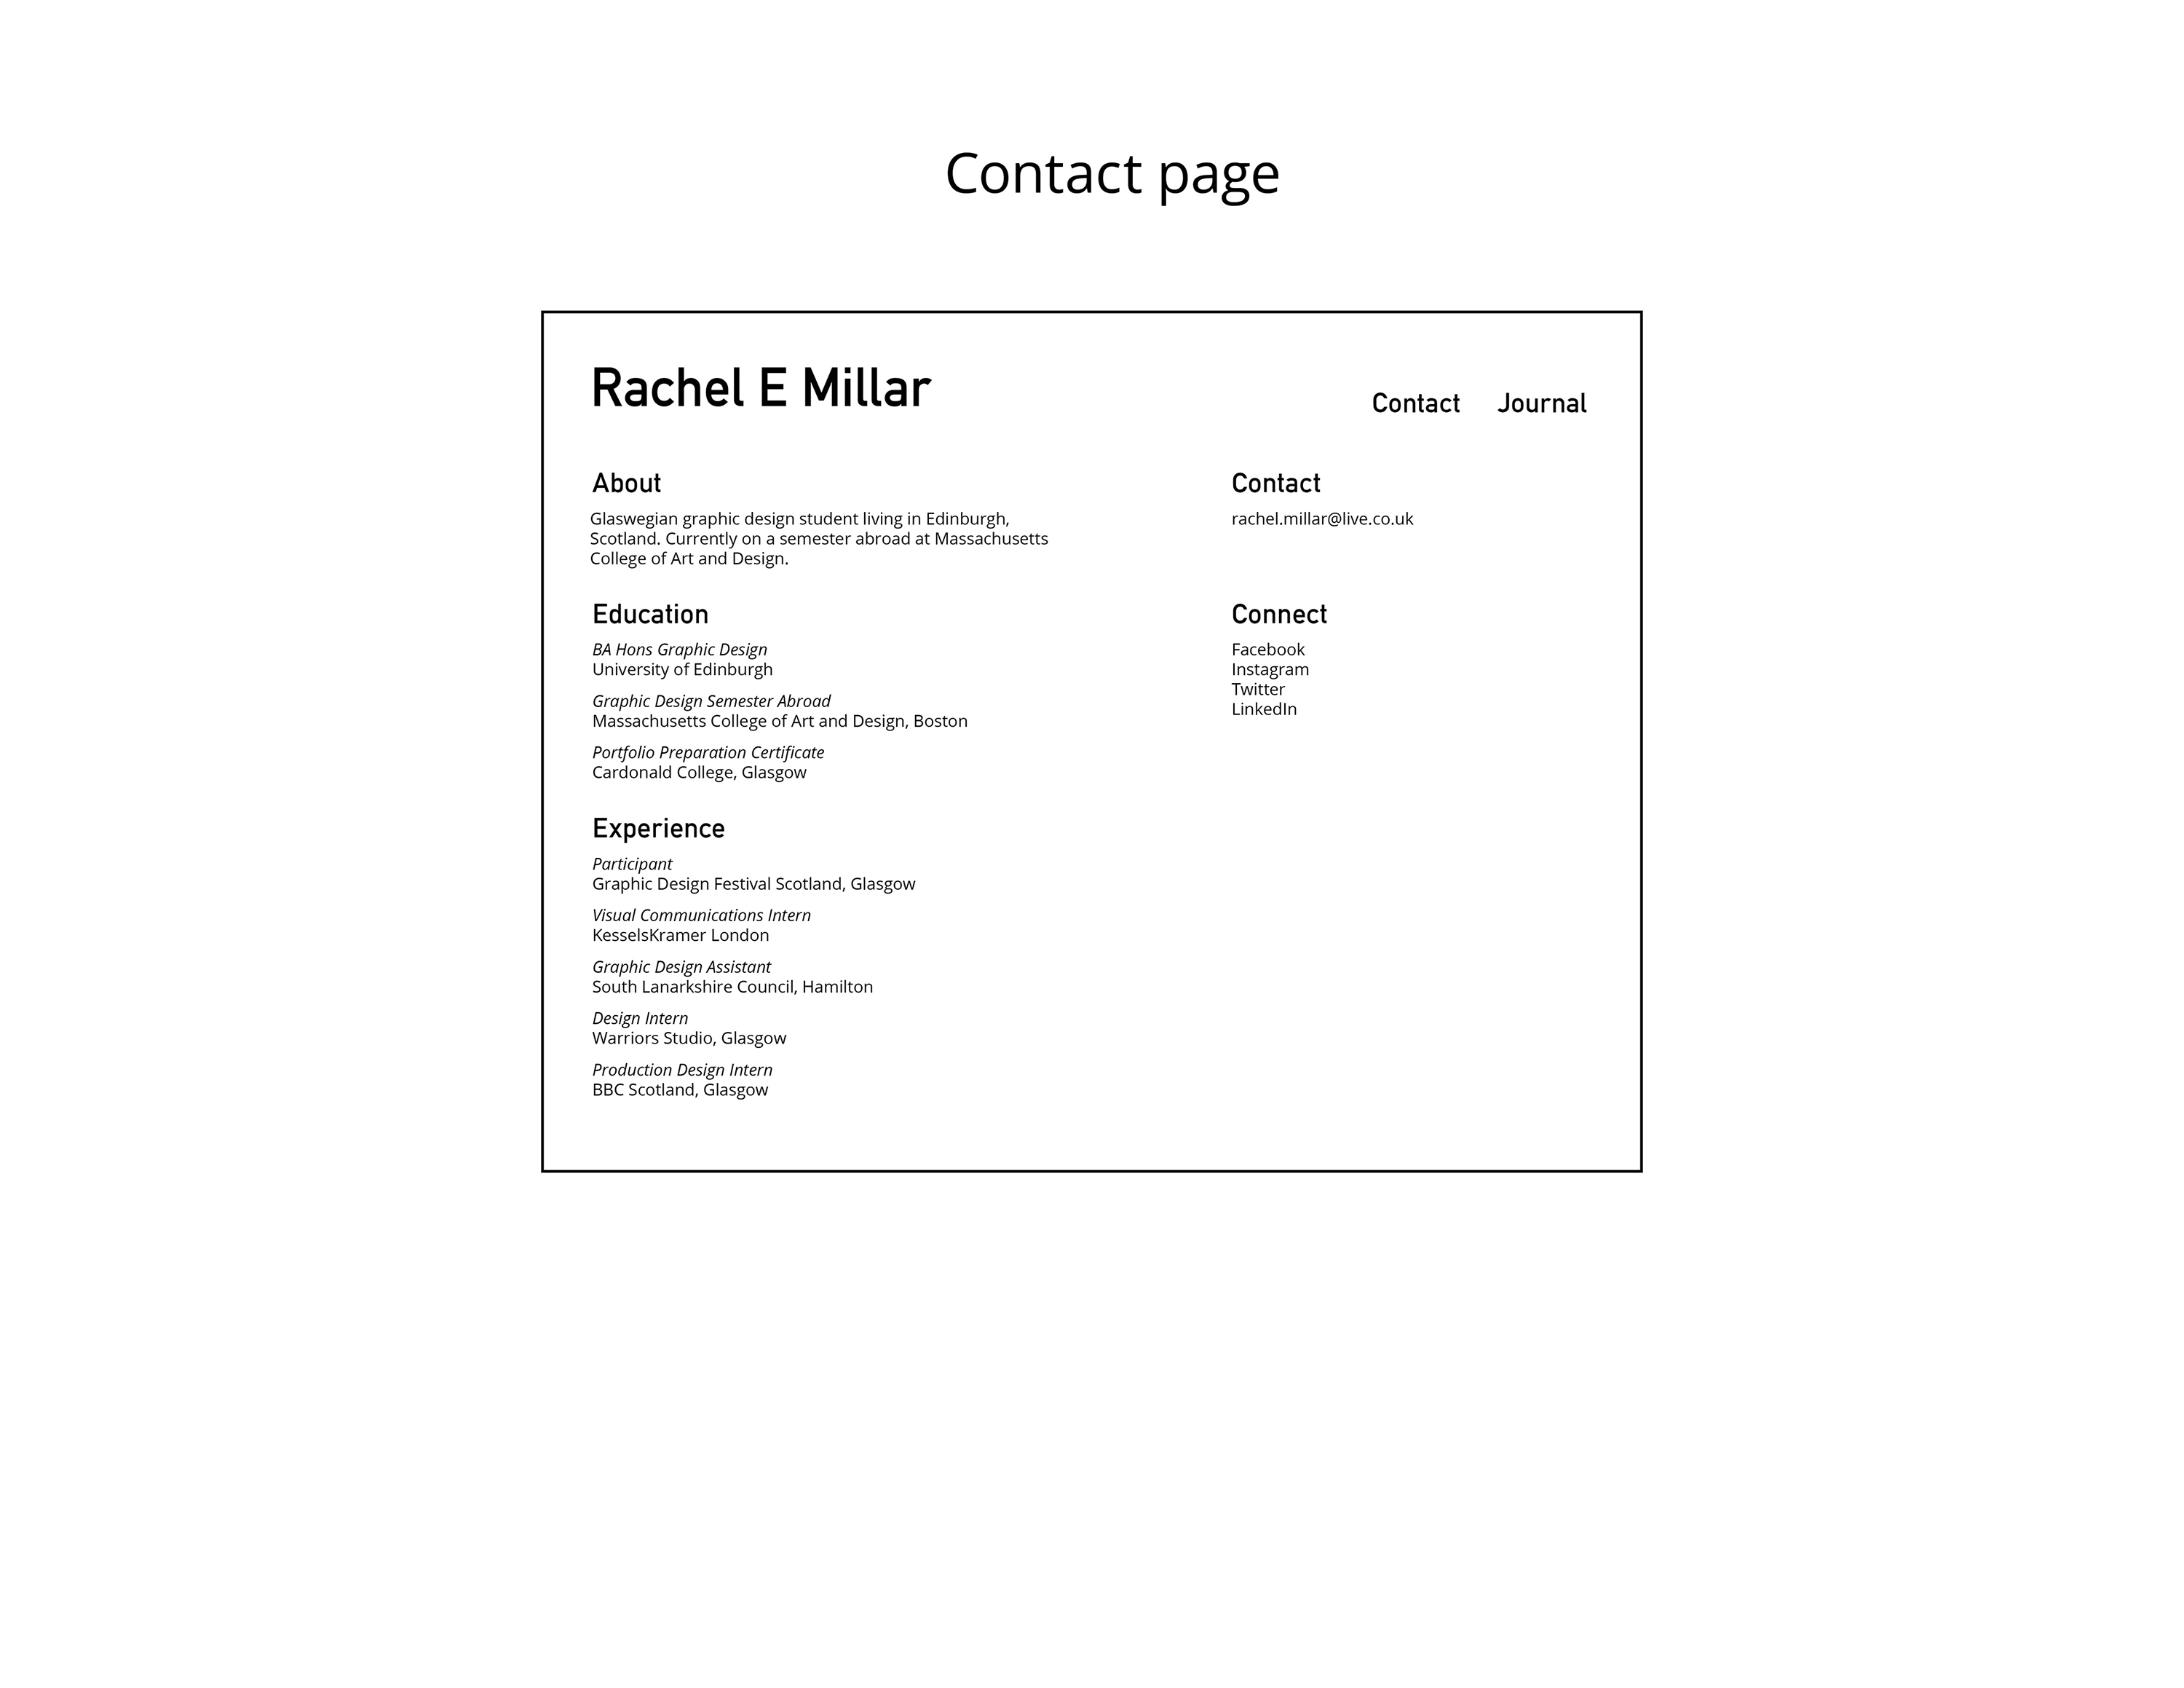 Contact page
Rachel E Millar
Contact Journal
About
Glaswegian graphic design student living in Edinburgh,
Scotland. Currently on a semester abroad at Massachusetts
College of Art and Design.
Education
BA Hons Graphic Design
University of Edinburgh
Graphic Design Semester Abroad
Massachusetts College of Art and Design, Boston
Portfolio Preparation Certificate
Cardonald College, Glasgow
Experience
Participant
Graphic Design Festival Scotland, Glasgow
Visual Communications Intern
KesselsKramer London
Graphic Design Assistant
South Lanarkshire Council, Hamilton
Design Intern
Warriors Studio, Glasgow
Production Design Intern
BBC Scotland, Glasgow
Contact
rachel.millar@live.co.uk
Connect
Facebook
Instagram
Twitter
LinkedIn